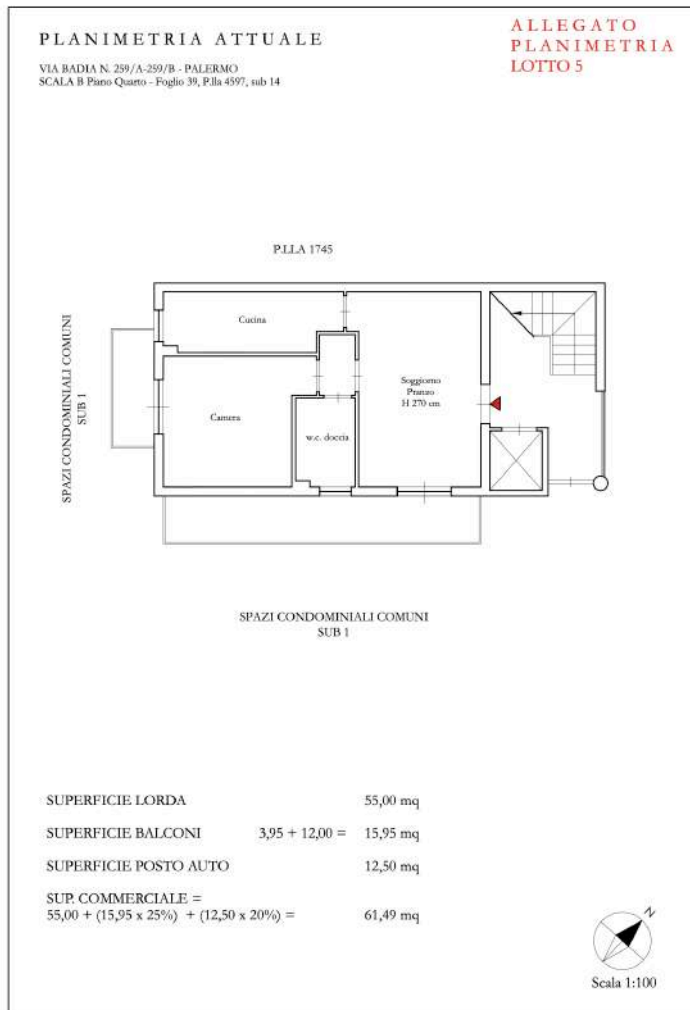 PLANIMETRIA ATTUALE
ALLEGATO
PLANIMETRIA
LOTTO 5
VIA BADIA N. 259/A-259/B - PALERMO
SCALA B Piano Quarto - Foglio 39, P.lla 4597, sub 14
P.LLA 1745
SPAZI CONDOMINIALI COMUNI
SUB 1
Cucina
Camera
w.c. doccia
Soggiorno
Pranzo
H 270 cm
SPAZI CONDOMINIALI COMUNI
SUB 1
SUPERFICIE LORDA 55,00 mq
SUPERFICIE BALCONI 3,95 + 12,00 = 15,95 mq
SUPERFICIE POSTO AUTO 12,50 mq
SUP. COMMERCIALE =
55,00 + (15,95 x 25%) + (12,50 x 20%) = 61,49 mq
N
Scala 1:100